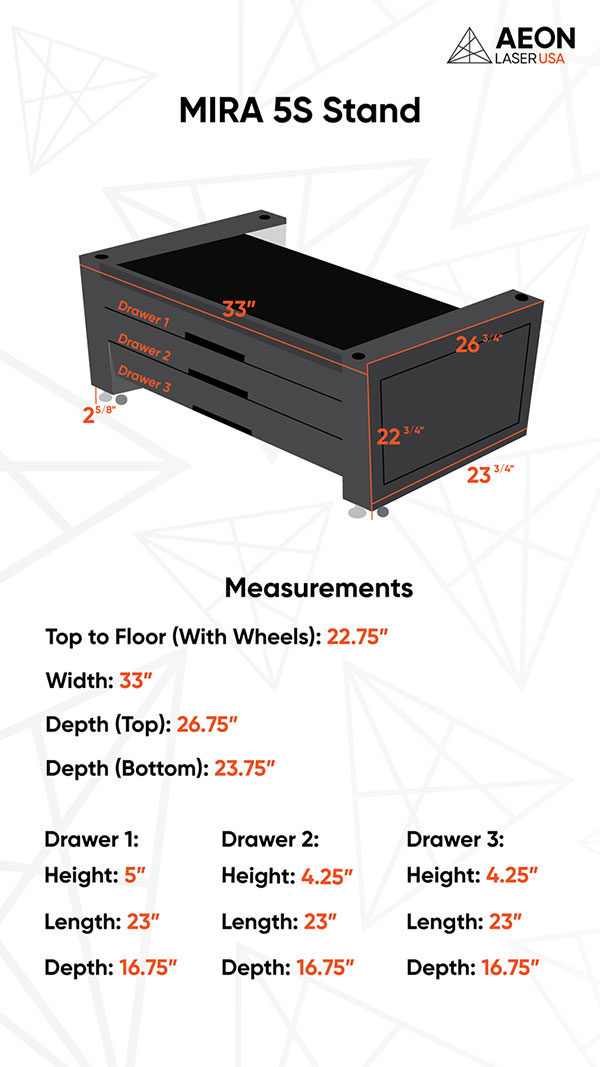 AEON
LASER USA
MIRA 5S Stand
Drawer 1
33”
Drawer 2
26 3/4”
Drawer 3
2 5/8”
22 3/4”
23 3/4”
Measurements
Top to Floor (With Wheels): 22.75”
Width: 33”
Depth (Top): 26.75”
Depth (Bottom): 23.75”
Drawer 1: Drawer 2: Drawer 3:
Height: 5” Height: 4.25” Height: 4.25”
Length: 23” Length: 23” Length: 23”
Depth: 16.75” Depth: 16.75” Depth: 16.75”